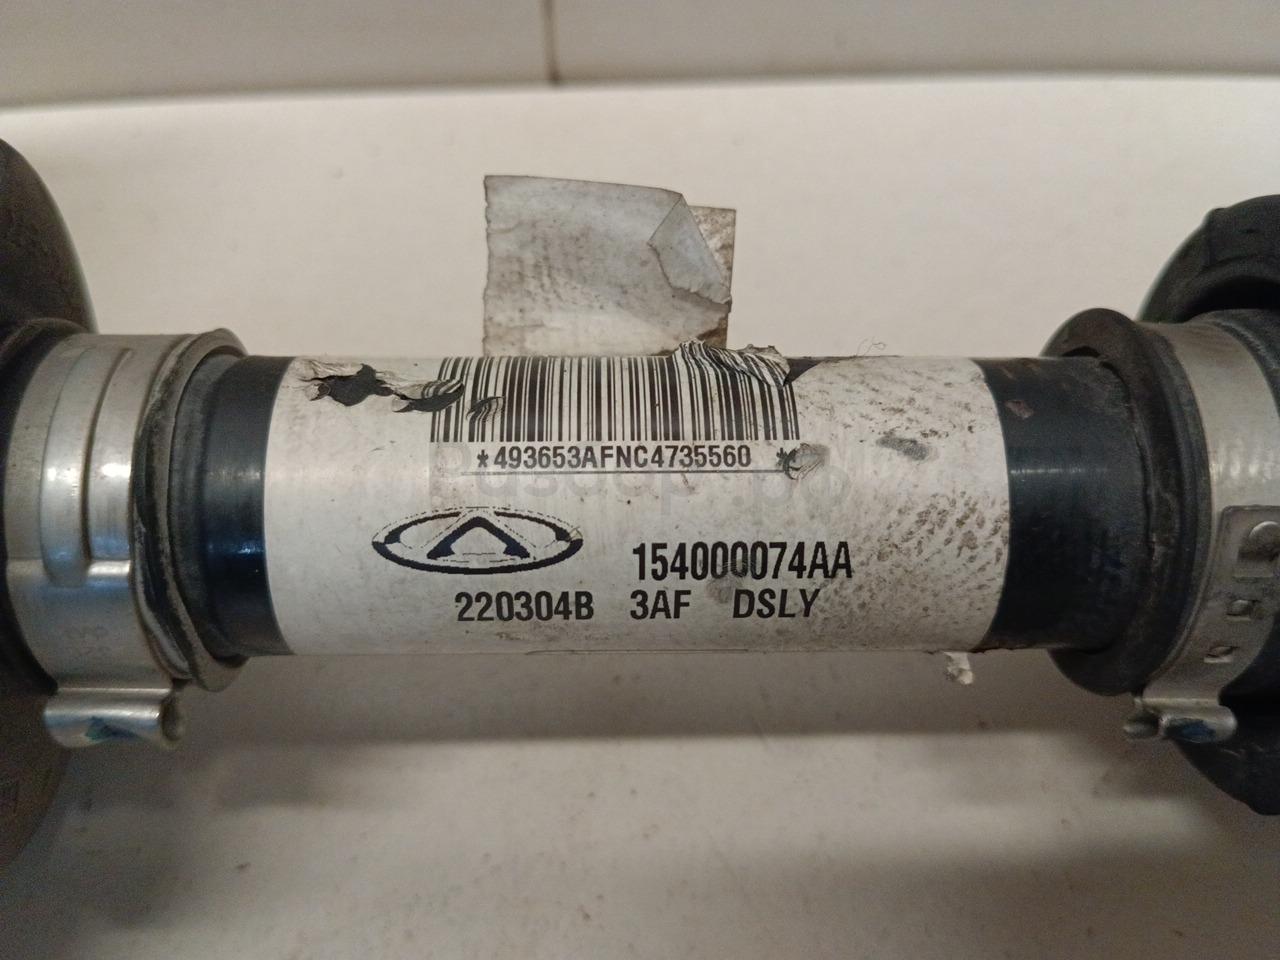 *493653AFNC4735560 *
154000074AA
220304B 3AF DSLY